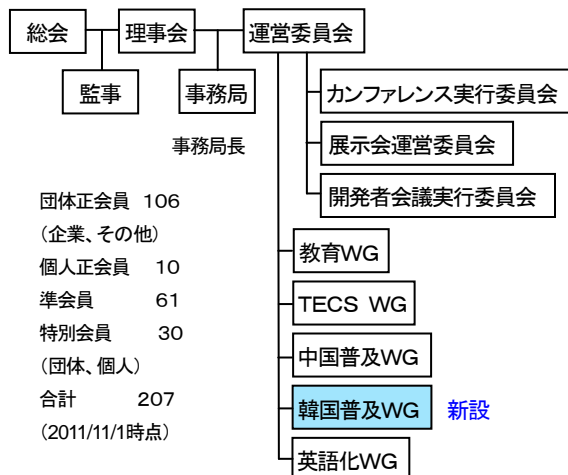 総会
理事会
運営委員会
監事
事務局
事務局長
カンファレンス実行委員会
展示会運営委員会
開発者会議実行委員会
教育WG
TECS WG
中国普及WG
韓国普及WG 新設
英語化WG
団体正会員 106
(企業、その他)
個人正会員 10
準会員 61
特別会員 30
(団体、個人)
合計 207
(2011/11/1時点)